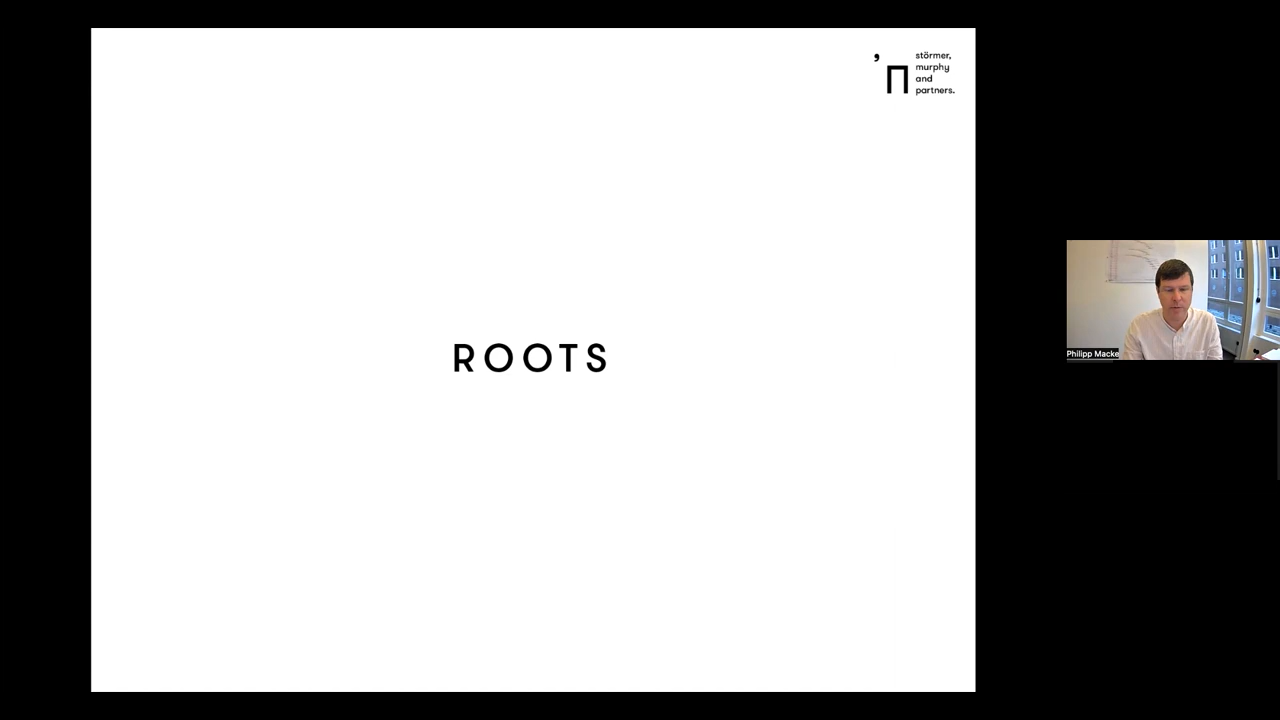 störmer,
murphy
and
partners.
ROOTS
Philipp Macke